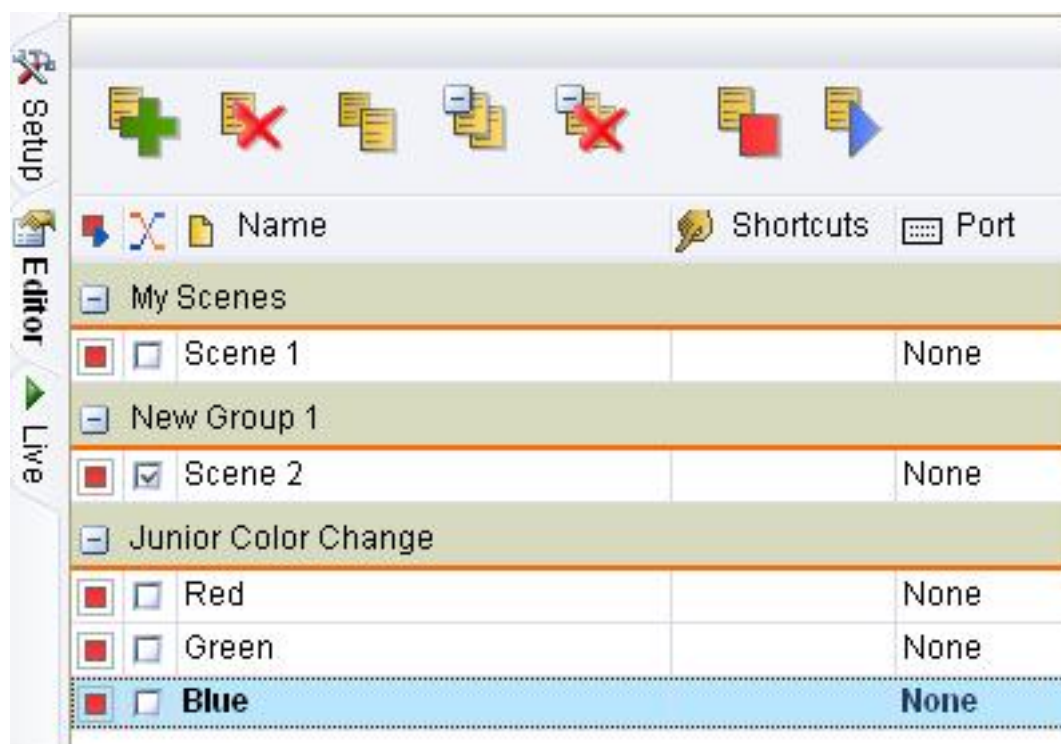 Setup
Editor
Live
Name Shortcuts Port
My Scenes
Scene 1 None
New Group 1
Scene 2 None
Junior Color Change
Red None
Green None
Blue None